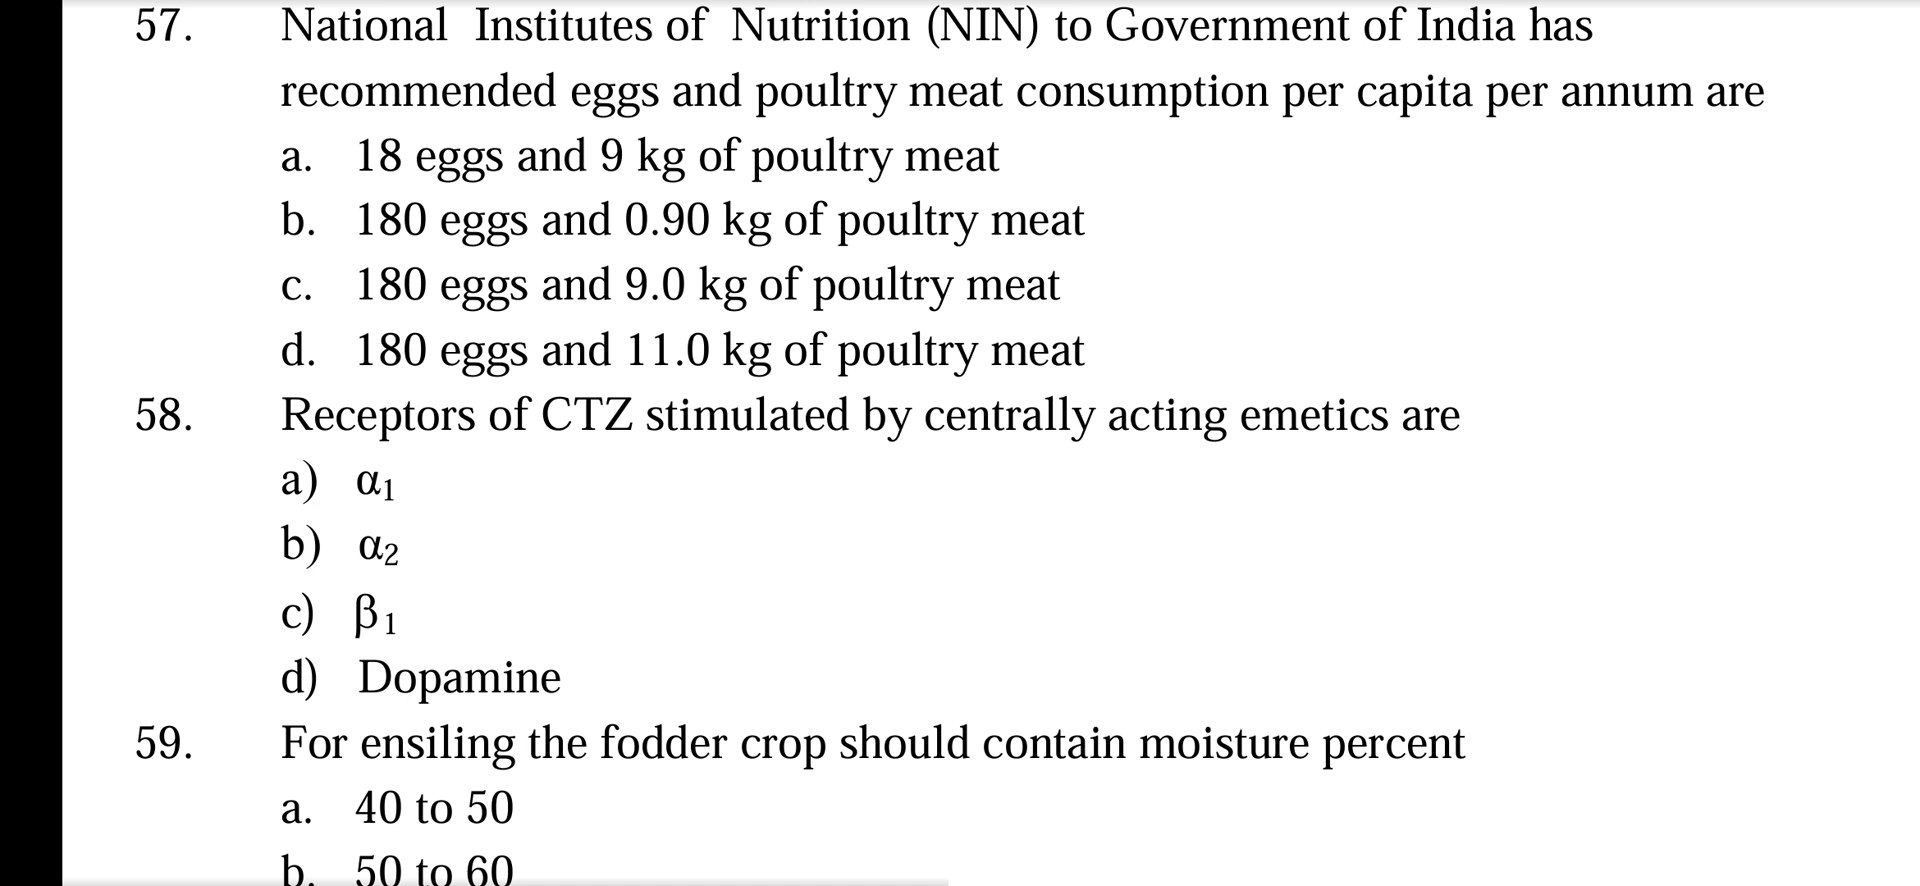 57. National Institutes of Nutrition (NIN) to Government of India has
recommended eggs and poultry meat consumption per capita per annum are
a. 18 eggs and 9 kg of poultry meat
b. 180 eggs and 0.90 kg of poultry meat
c. 180 eggs and 9.0 kg of poultry meat
d. 180 eggs and 11.0 kg of poultry meat
58. Receptors of CTZ stimulated by centrally acting emetics are
a) α₁
b) α₂
c) β₁
d) Dopamine
59. For ensiling the fodder crop should contain moisture percent
a. 40 to 50
b. 50 to 60